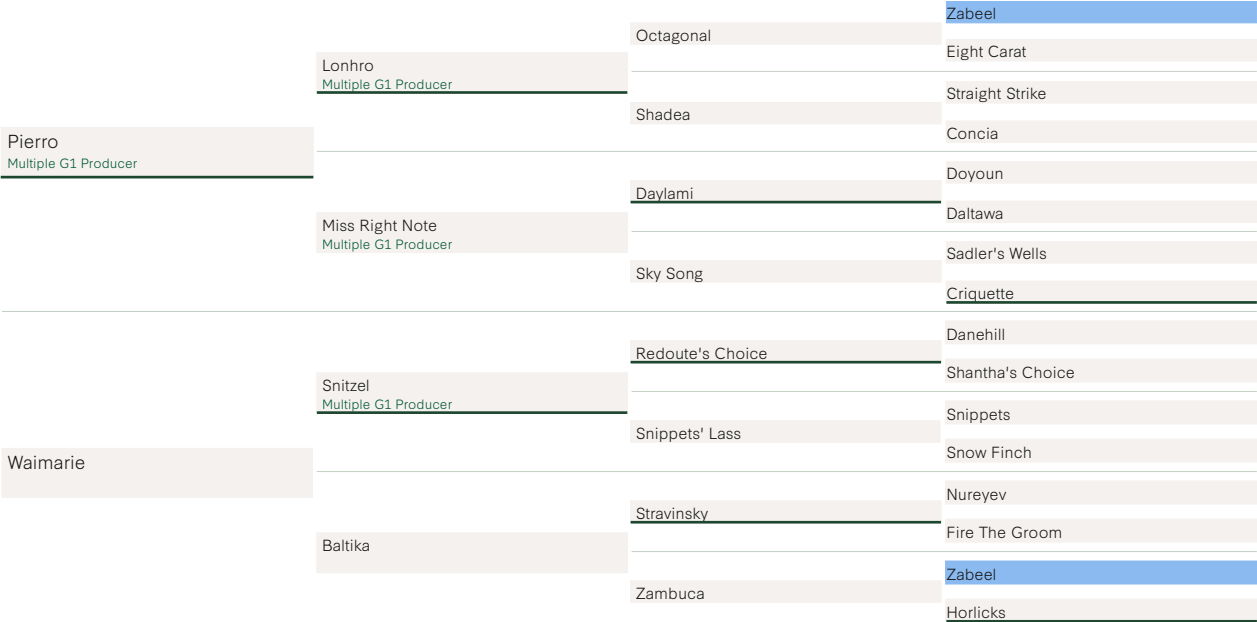 Pierro
Multiple G1 Producer
Waimarie
Lonhro
Multiple G1 Producer
Miss Right Note
Multiple G1 Producer
Snitzel
Multiple G1 Producer
Baltika
Octagonal
Shadea
Daylami
Sky Song
Redoute's Choice
Snippets' Lass
Stravinsky
Zambuca
Zabeel
Eight Carat
Straight Strike
Concia
Doyoun
Daltawa
Sadler's Wells
Criquette
Danehill
Shantha's Choice
Snippets
Snow Finch
Nureyev
Fire The Groom
Zabeel
Horlicks